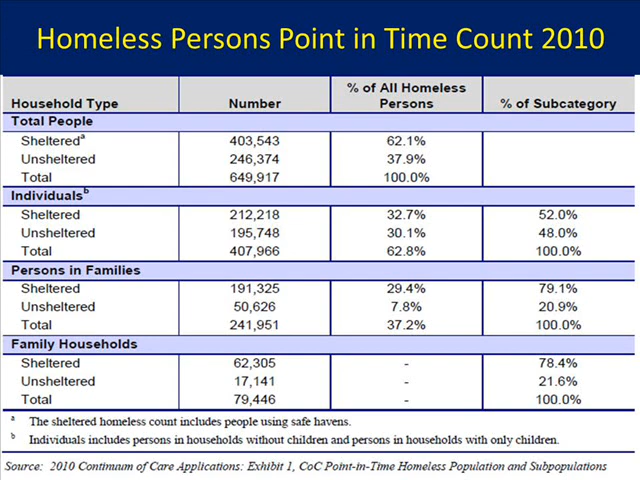 Homeless Persons Point in Time Count 2010
Household Type Number % of All Homeless Persons % of Subcategory
Total People
Shelteredᵃ 403,543 62.1%
Unsheltered 246,374 37.9%
Total 649,917 100.0%
Individualsᵇ
Sheltered 212,218 32.7% 52.0%
Unsheltered 195,748 30.1% 48.0%
Total 407,966 62.8% 100.0%
Persons in Families
Sheltered 191,325 29.4% 79.1%
Unsheltered 50,626 7.8% 20.9%
Total 241,951 37.2% 100.0%
Family Households
Sheltered 62,305 - 78.4%
Unsheltered 17,141 - 21.6%
Total 79,446 - 100.0%
ᵃ The sheltered homeless count includes people using safe havens.
ᵇ Individuals includes persons in households without children and persons in households with only children.
Source: 2010 Continuum of Care Applications: Exhibit 1, CoC Point-in-Time Homeless Population and Subpopulations